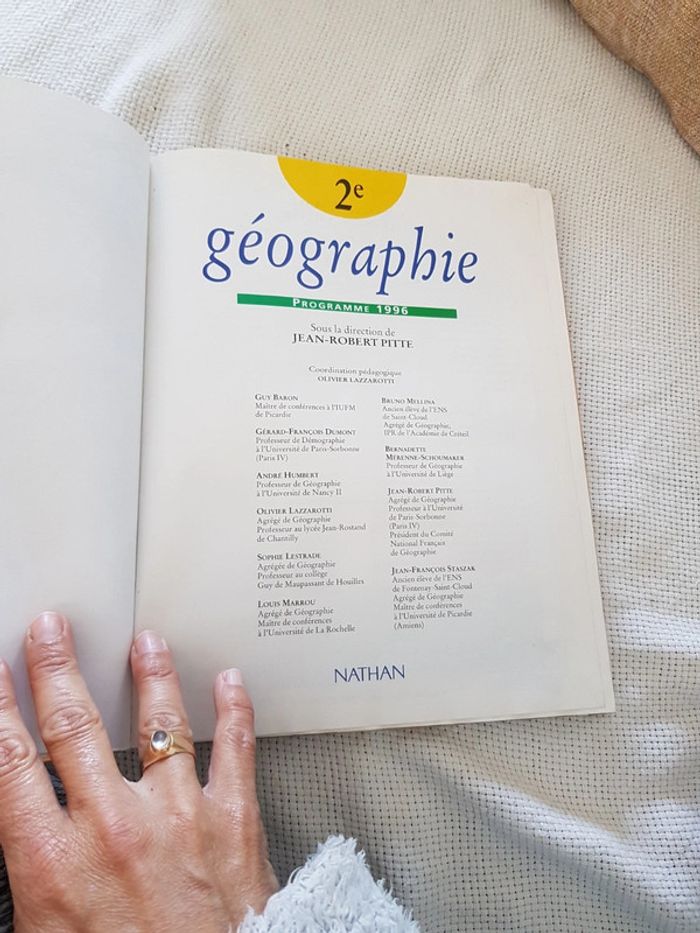 2e
géographie
PROGRAMME 1996
Sous la direction de
JEAN-ROBERT PITTE
Coordination pédagogique
OLIVIER LAZZAROTTI
GUY BARON
Maître de conférences à l'IUFM
de Picardie
GÉRARD-FRANÇOIS DUMONT
Professeur de Démographie
à l'Université de Paris-Sorbonne
(Paris IV)
ANDRÉ HUMBERT
Professeur de Géographie
à l'Université de Nancy II
OLIVIER LAZZAROTTI
Agrégé de Géographie
Professeur au lycée Jean-Rostand
de Chantilly
SOPHIE LESTRADE
Agrégée de Géographie
Professeur au collège
Guy de Maupassant de Houilles
LOUIS MARROU
Agrégé de Géographie
Maître de conférences
à l'Université de La Rochelle
BRUNO MELLINA
Ancien élève de l'ENS
de Saint-Cloud
Agrégé de Géographie,
IPR de l'Académie de Créteil
BERNADETTE
MÉRENNE-SCHOUMAKER
Professeur de Géographie
à l'Université de Liège
JEAN-ROBERT PITTE
Agrégé de Géographie
Professeur à l'Université
de Paris-Sorbonne
(Paris IV)
Président du Comité
National Français
de Géographie
JEAN-FRANÇOIS STASZAK
Ancien élève de l'ENS
de Fontenay-Saint-Cloud
Agrégé de Géographie
Maître de conférences
à l'Université de Picardie
(Amiens)
NATHAN